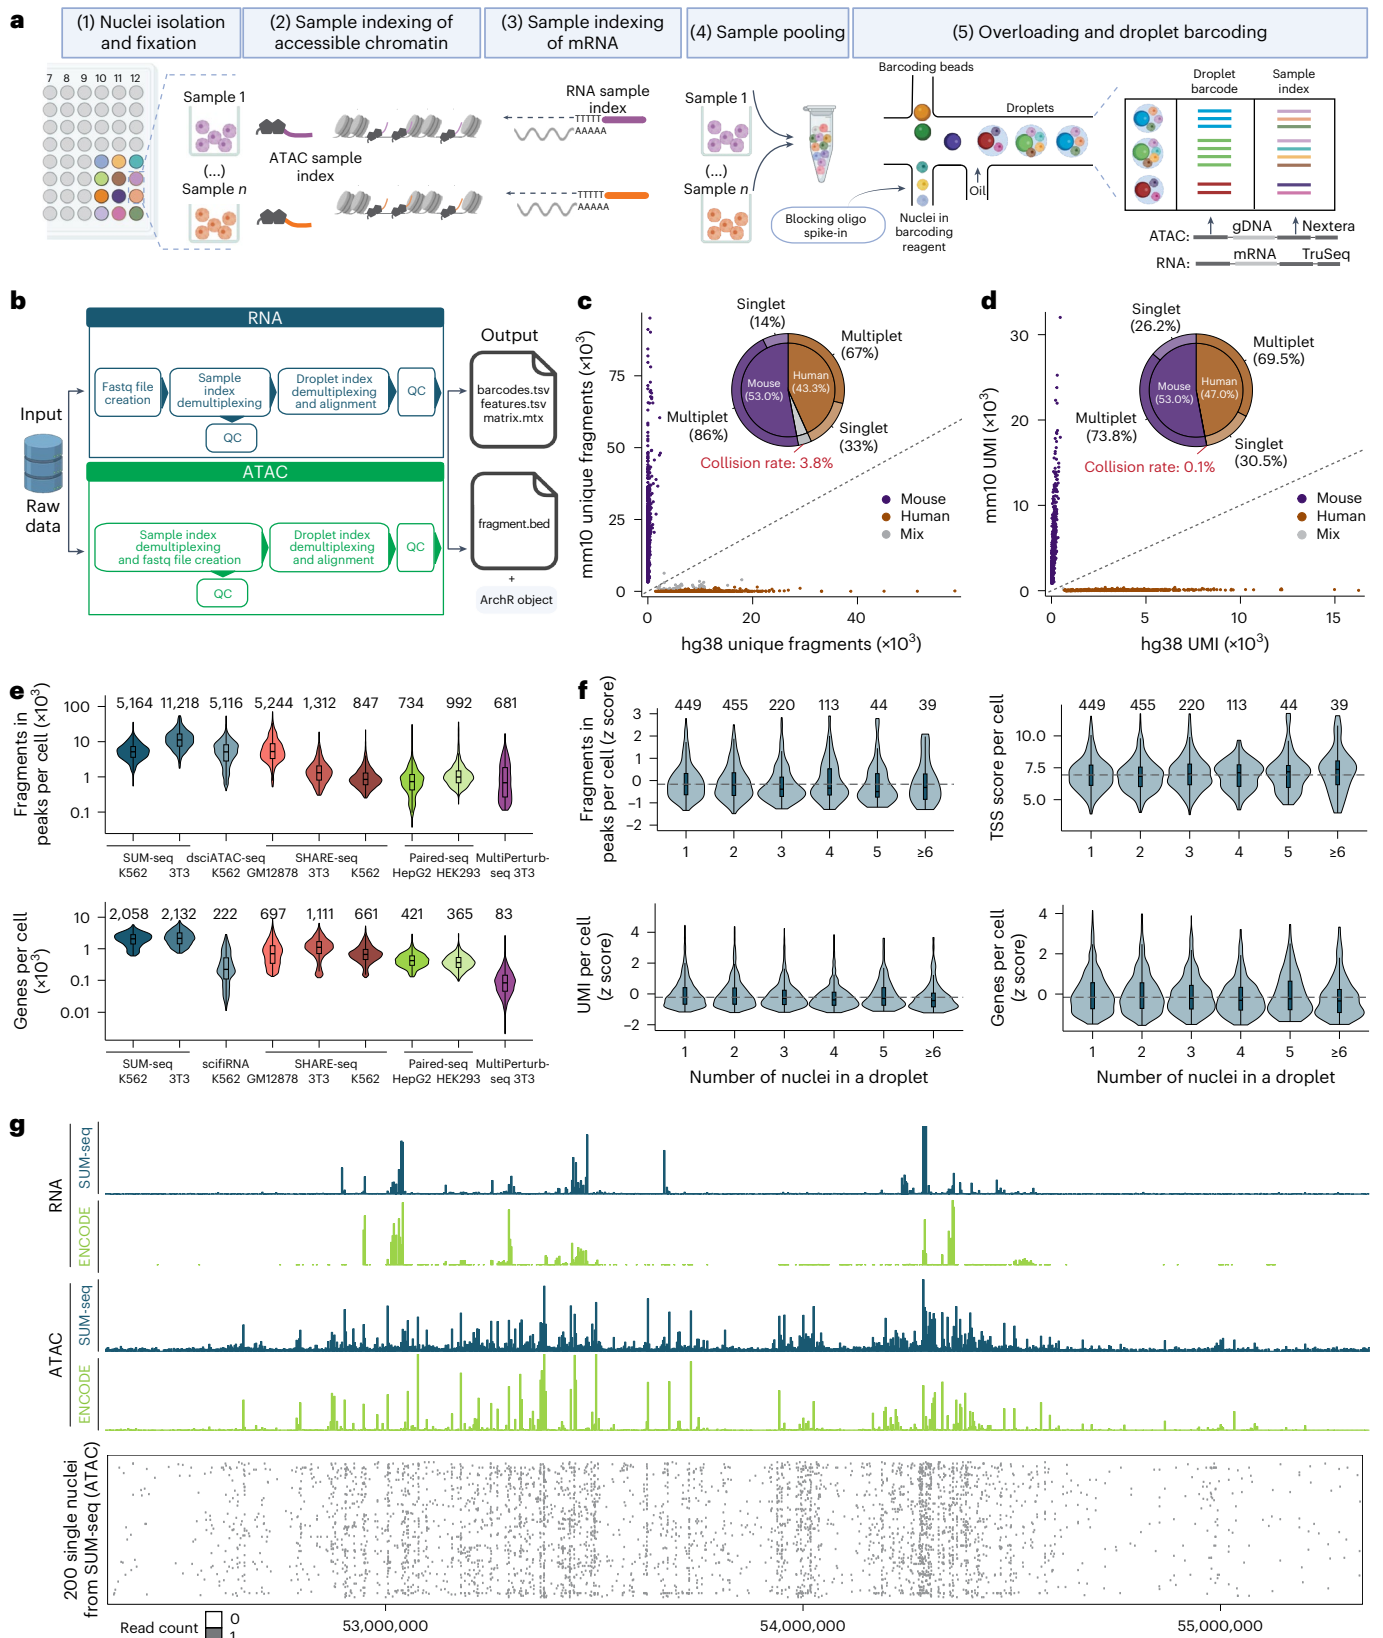 a
(1) Nuclei isolation
and fixation
(2) Sample indexing of
accessible chromatin
(3) Sample indexing
of mRNA
(4) Sample pooling
(5) Overloading and droplet barcoding
7 8 9 10 11 12
Sample 1
(...)
Sample n
ATAC sample
index
RNA sample
index
TTTTT
AAAAA
TTTTT
AAAAA
Sample 1
(...)
Sample n
Barcoding beads
Droplets
Oil
Blocking oligo
spike-in
Nuclei in
barcoding
reagent
Droplet
barcode
Sample
index
ATAC:
gDNA
Nextera
RNA:
mRNA
TruSeq
b
Input
Raw
data
RNA
Fastq file
creation
Sample
index
demultiplexing
Droplet index
demultiplexing
and alignment
QC
QC
ATAC
Sample index
demultiplexing
and fastq file creation
Droplet index
demultiplexing
and alignment
QC
QC
Output
barcodes.tsv
features.tsv
matrix.mtx
fragment.bed
+
ArchR object
c
mm10 unique fragments (×10³)
75
50
25
0
0 20 40
hg38 unique fragments (×10³)
Singlet
(14%)
Multiplet
(67%)
Mouse
(53.0%)
Human
(43.3%)
Multiplet
(86%)
Singlet
(33%)
Collision rate: 3.8%
Mouse
Human
Mix
d
mm10 UMI (×10³)
30
20
10
0
0 5 10 15
hg38 UMI (×10³)
Singlet
(26.2%)
Multiplet
(69.5%)
Mouse
(53.0%)
Human
(47.0%)
Multiplet
(73.8%)
Singlet
(30.5%)
Collision rate: 0.1%
Mouse
Human
Mix
e
Fragments in
peaks per cell (×10³)
100
10
1
0.1
5,164 11,218 5,116 5,244 1,312 847 734 992 681
SUM-seq dsciATAC-seq SHARE-seq Paired-seq MultiPerturb-
K562 3T3 K562 GM12878 3T3 K562 HepG2 HEK293 seq 3T3
Genes per cell
(×10³)
10
1
0.1
0.01
2,058 2,132 222 697 1,111 661 421 365 83
SUM-seq scifiRNA SHARE-seq Paired-seq MultiPerturb-
K562 3T3 K562 GM12878 3T3 K562 HepG2 HEK293 seq 3T3
f
Fragments in
peaks per cell (z score)
3
2
1
0
−1
−2
449 455 220 113 44 39
1 2 3 4 5 ≥6
TSS score per cell
10.0
7.5
5.0
449 455 220 113 44 39
1 2 3 4 5 ≥6
UMI per cell
(z score)
4
2
0
−2
1 2 3 4 5 ≥6
Number of nuclei in a droplet
Genes per cell
(z score)
4
2
0
1 2 3 4 5 ≥6
Number of nuclei in a droplet
g
RNA
SUM-seq
ENCODE
ATAC
SUM-seq
ENCODE
200 single nuclei
from SUM-seq (ATAC)
Read count
0
1
53,000,000 54,000,000 55,000,000